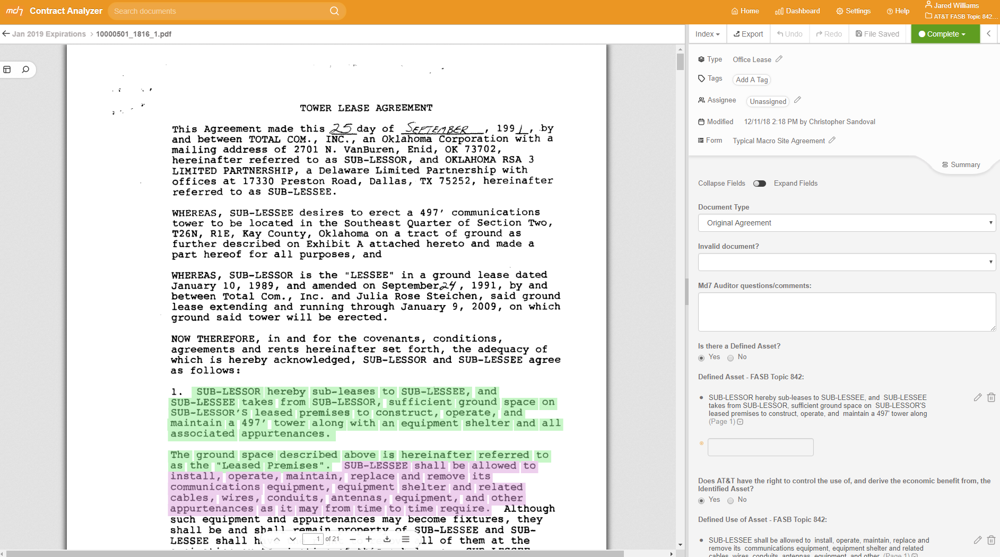 md7 Contract Analyzer
Search documents
Home
Dashboard
Settings
Help
Jared Williams
AT&T FASB Topic 842...
Jan 2019 Expirations > 10000501_1816_1.pdf
Index
Export
Undo
Redo
File Saved
Complete
TOWER LEASE AGREEMENT
This Agreement made this 25 day of SEPTEMBER, 1991, by
and between TOTAL COM., INC., an Oklahoma Corporation with a
mailing address of 2701 N. VanBuren, Enid, OK 73702,
hereinafter referred to as SUB-LESSOR, and OKLAHOMA RSA 3
LIMITED PARTNERSHIP, a Delaware Limited Partnership with
offices at 17330 Preston Road, Dallas, TX 75252, hereinafter
referred to as SUB-LESSEE.
WHEREAS, SUB-LESSEE desires to erect a 497' communications
tower to be located in the Southeast Quarter of Section Two,
T26N, R1E, Kay County, Oklahoma on a tract of ground as
further described on Exhibit A attached hereto and made a
part hereof for all purposes, and
WHEREAS, SUB-LESSOR is the "LESSEE" in a ground lease dated
January 10, 1989, and amended on September 24, 1991, by and
between Total Com., Inc. and Julia Rose Steichen, said ground
lease extending and running through January 9, 2009, on which
ground said tower will be erected.
NOW THEREFORE, in and for the covenants, conditions,
agreements and rents hereinafter set forth, the adequacy of
which is hereby acknowledged, SUB-LESSOR and SUB-LESSEE agree
as follows:
1. SUB-LESSOR hereby sub-leases to SUB-LESSEE, and
SUB-LESSEE takes from SUB-LESSOR, sufficient ground space on
SUB-LESSOR'S leased premises to construct, operate, and
maintain a 497' tower along with an equipment shelter and all
associated appurtenances.
The ground space described above is hereinafter referred to
as the "Leased Premises". SUB-LESSEE shall be allowed to
install, operate, maintain, replace and remove its
communications equipment, equipment shelter and related
cables, wires, conduits, antennas, equipment, and other
appurtenances as it may from time to time require. Although
such equipment and appurtenances may become fixtures, they
shall be and shall remain property of SUB-LESSEE and SUB-
LESSEE shall all of them at the
1 of 21
Type Office Lease
Tags Add A Tag
Assignee Unassigned
Modified 12/11/18 2:18 PM by Christopher Sandoval
Form Typical Macro Site Agreement
Summary
Collapse Fields Expand Fields
Document Type
Original Agreement
Invalid document?
Md7 Auditor questions/comments:
Is there a Defined Asset?
Yes No
Defined Asset - FASB Topic 842:
SUB-LESSOR hereby sub-leases to SUB-LESSEE, and SUB-LESSEE
takes from SUB-LESSOR, sufficient ground space on SUB-LESSOR'S
leased premises to construct, operate, and maintain a 497' tower along
(Page 1)
Does AT&T have the right to control the use of, and derive the economic benefit from, the
Identified Asset?
Yes No
Defined Use of Asset - FASB Topic 842:
SUB-LESSEE shall be allowed to install, operate, maintain, replace and
remove its communications equipment, equipment shelter and related
cables, wires, conduits, antennas, equipment, and other (Page 1)